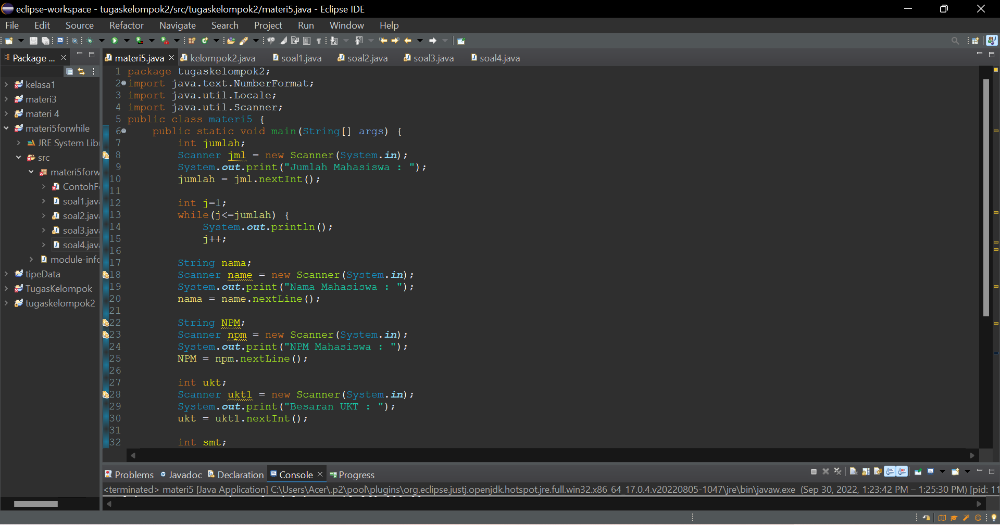 eclipse-workspace - tugaskelompok2/src/tugaskelompok2/materi5.java - Eclipse IDE
File Edit Source Refactor Navigate Search Project Run Window Help
Package ...
kelasa1
materi3
materi 4
materi5forwhile
JRE System Lib
src
materi5forw
ContohF
soal1.jav
soal2.jav
soal3.jav
soal4.jav
module-info
tipeData
TugasKelompok
tugaskelompok2
materi5.java kelompok2.java soal1.java soal2.java soal3.java soal4.java
1 package tugaskelompok2;
2 import java.text.NumberFormat;
3 import java.util.Locale;
4 import java.util.Scanner;
5 public class materi5 {
6 public static void main(String[] args) {
7 int jumlah;
8 Scanner jml = new Scanner(System.in);
9 System.out.print("Jumlah Mahasiswa : ");
10 jumlah = jml.nextInt();
11
12 int j=1;
13 while(j<=jumlah) {
14 System.out.println();
15 j++;
16
17 String nama;
18 Scanner name = new Scanner(System.in);
19 System.out.print("Nama Mahasiswa : ");
20 nama = name.nextLine();
21
22 String NPM;
23 Scanner npm = new Scanner(System.in);
24 System.out.print("NPM Mahasiswa : ");
25 NPM = npm.nextLine();
26
27 int ukt;
28 Scanner ukt1 = new Scanner(System.in);
29 System.out.print("Besaran UKT : ");
30 ukt = ukt1.nextInt();
31
32 int smt;
Problems Javadoc Declaration Console Progress
<terminated> materi5 [Java Application] C:\Users\Acer\.p2\pool\plugins\org.eclipse.justj.openjdk.hotspot.jre.full.win32.x86_64_17.0.4.v20220805-1047\jre\bin\javaw.exe (Sep 30, 2022, 1:23:42 PM – 1:25:30 PM) [pid: 11